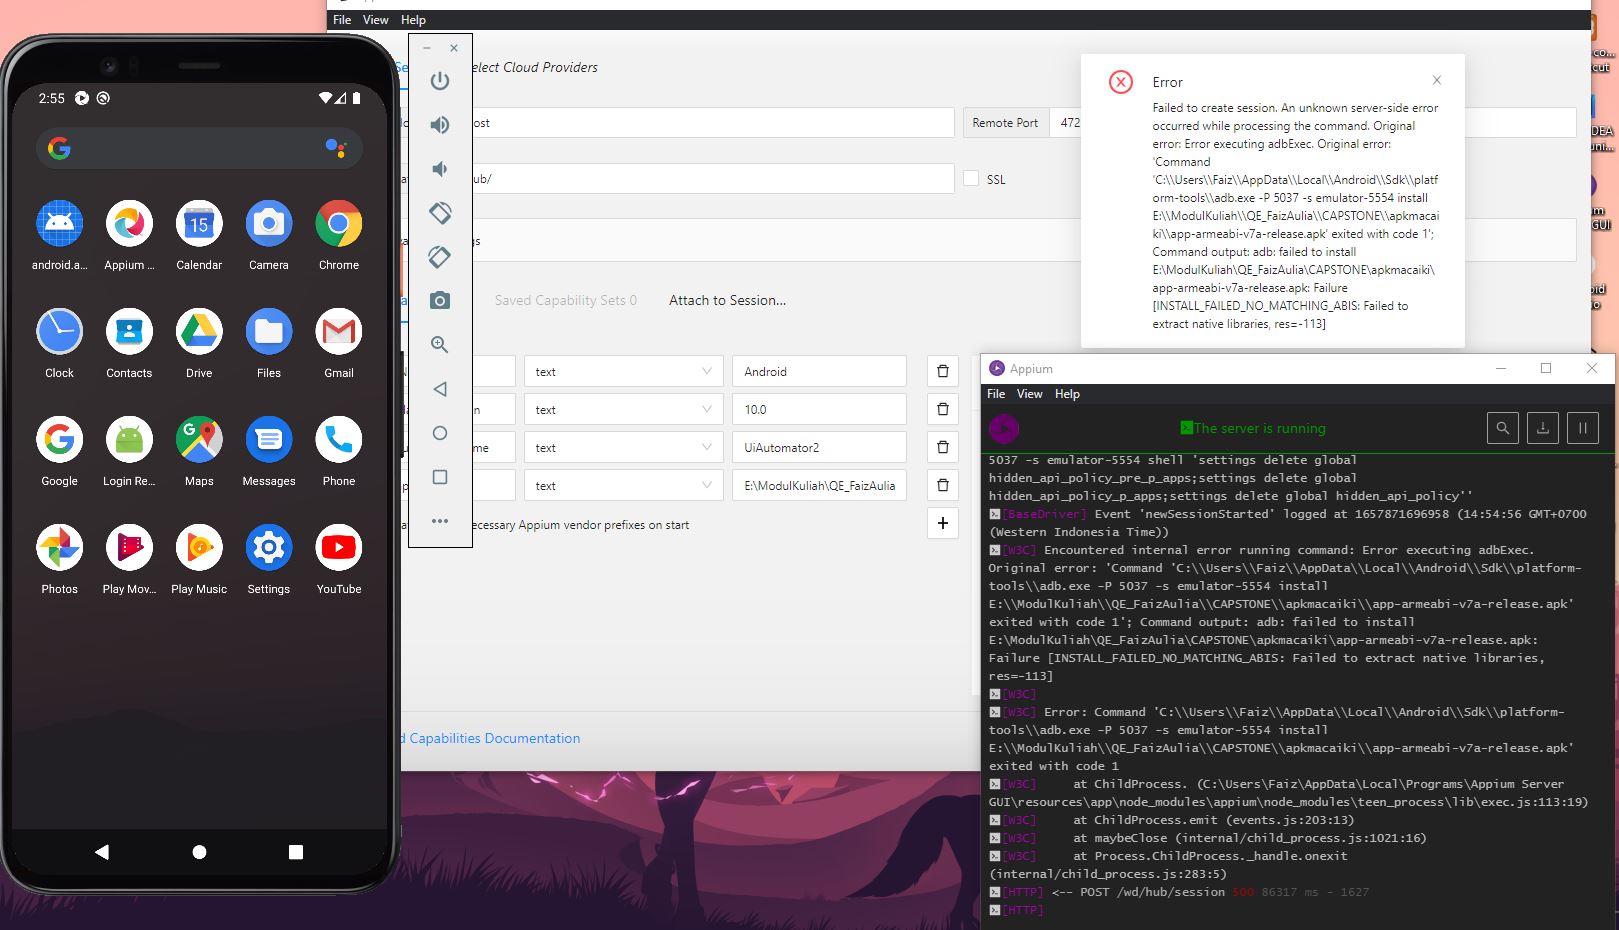 File View Help
2:55
android.a...
Appium ...
Calendar
Camera
Chrome
15
Clock
Contacts
Drive
Files
Gmail
Google
Login Re...
Maps
Messages
Phone
Photos
Play Mov...
Play Music
Settings
YouTube
elect Cloud Providers
ost
Remote Port
472
ub/
SSL
gs
Saved Capability Sets 0
Attach to Session...
text
Android
n
text
10.0
me
text
UiAutomator2
text
E:\ModulKuliah\QE_FaizAulia
ecessary Appium vendor prefixes on start
d Capabilities Documentation
Error
Failed to create session. An unknown server-side error
occurred while processing the command. Original
error: Error executing adbExec. Original error:
'Command
'C:\\Users\\Faiz\\AppData\\Local\\Android\\Sdk\\platf
orm-tools\\adb.exe -P 5037 -s emulator-5554 install
E:\\ModulKuliah\\QE_FaizAulia\\CAPSTONE\\apkmacai
ki\\app-armeabi-v7a-release.apk' exited with code 1';
Command output: adb: failed to install
E:\ModulKuliah\QE_FaizAulia\CAPSTONE\apkmacaiki\
app-armeabi-v7a-release.apk: Failure
[INSTALL_FAILED_NO_MATCHING_ABIS: Failed to
extract native libraries, res=-113]
Appium
File View Help
The server is running
5037 -s emulator-5554 shell 'settings delete global
hidden_api_policy_pre_p_apps;settings delete global
hidden_api_policy_p_apps;settings delete global hidden_api_policy''
[BaseDriver] Event 'newSessionStarted' logged at 1657871696958 (14:54:56 GMT+0700
(Western Indonesia Time))
[W3C] Encountered internal error running command: Error executing adbExec.
Original error: 'Command 'C:\\Users\\Faiz\\AppData\\Local\\Android\\Sdk\\platform-
tools\\adb.exe -P 5037 -s emulator-5554 install
E:\\ModulKuliah\\QE_FaizAulia\\CAPSTONE\\apkmacaiki\\app-armeabi-v7a-release.apk'
exited with code 1'; Command output: adb: failed to install
E:\ModulKuliah\QE_FaizAulia\CAPSTONE\apkmacaiki\app-armeabi-v7a-release.apk:
Failure [INSTALL_FAILED_NO_MATCHING_ABIS: Failed to extract native libraries,
res=-113]
[W3C]
[W3C] Error: Command 'C:\\Users\\Faiz\\AppData\\Local\\Android\\Sdk\\platform-
tools\\adb.exe -P 5037 -s emulator-5554 install
E:\\ModulKuliah\\QE_FaizAulia\\CAPSTONE\\apkmacaiki\\app-armeabi-v7a-release.apk'
exited with code 1
[W3C] at ChildProcess. (C:\Users\Faiz\AppData\Local\Programs\Appium Server
GUI\resources\app\node_modules\appium\node_modules\teen_process\lib\exec.js:113:19)
[W3C] at ChildProcess.emit (events.js:203:13)
[W3C] at maybeClose (internal/child_process.js:1021:16)
[W3C] at Process.ChildProcess._handle.onexit
(internal/child_process.js:283:5)
[HTTP] <-- POST /wd/hub/session 500 86317 ms - 1627
[HTTP]